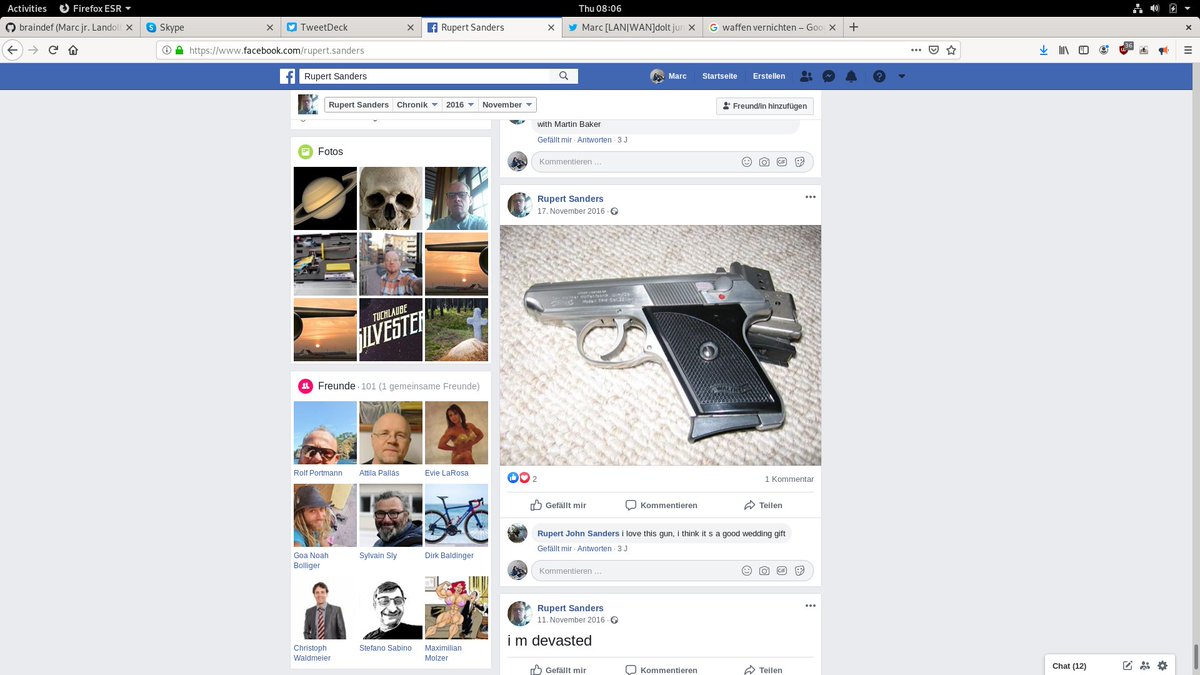 Activities
Firefox ESR
Thu 08:06
braindef (Marc jr. Landol
Skype
TweetDeck
Rupert Sanders
Marc [LAN|WAN]dolt jun
waffen vernichten – Goo
https://www.facebook.com/rupert.sanders
36
Rupert Sanders
Marc
Startseite
Erstellen
Rupert Sanders
Chronik
2016
November
Freund/in hinzufügen
with Martin Baker
Gefällt mir · Antworten · 3 J
Kommentieren ...
Fotos
TUCHLAUBE
SILVESTER
Freunde · 101 (1 gemeinsame Freunde)
Rolf Portmann
Attila Pallás
Evie LaRosa
Goa Noah
Bolliger
Sylvain Sly
Dirk Baldinger
Christoph
Waldmeier
Stefano Sabino
Maximilian
Molzer
Rupert Sanders
17. November 2016 ·
2
1 Kommentar
Gefällt mir
Kommentieren
Teilen
Rupert John Sanders i love this gun, i think it s a good wedding gift
Gefällt mir · Antworten · 3 J
Kommentieren ...
Rupert Sanders
11. November 2016 ·
i m devasted
Gefällt mir
Kommentieren
Teilen
Chat (12)